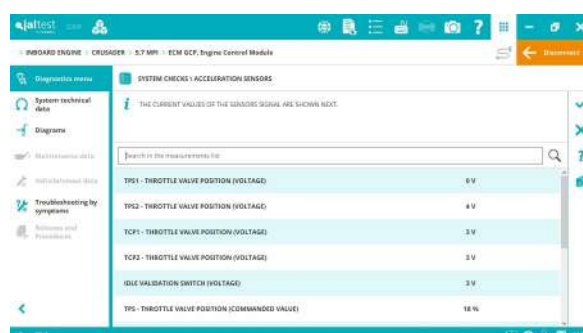 jaltest
?
INBOARD ENGINE CRUSADER 5.7 MPI ECM GCP, Engine Control Module
Disconnect
Diagnostics menu
SYSTEM CHECKS \ ACCELERATION SENSORS
System technical data
i THE CURRENT VALUES OF THE SENSORS SIGNAL ARE SHOWN NEXT.
Diagrams
Maintenance data
Search in the measurements list
?
Troubleshooting by symptoms
TPS1 - THROTTLE VALVE POSITION (VOLTAGE) 0 V
TPS2 - THROTTLE VALVE POSITION (VOLTAGE) 4 V
TCP1 - THROTTLE VALVE POSITION (VOLTAGE) 3 V
TCP2 - THROTTLE VALVE POSITION (VOLTAGE) 3 V
IDLE VALIDATION SWITCH (VOLTAGE) 3 V
TPS - THROTTLE VALVE POSITION (COMMANDED VALUE) 18 %